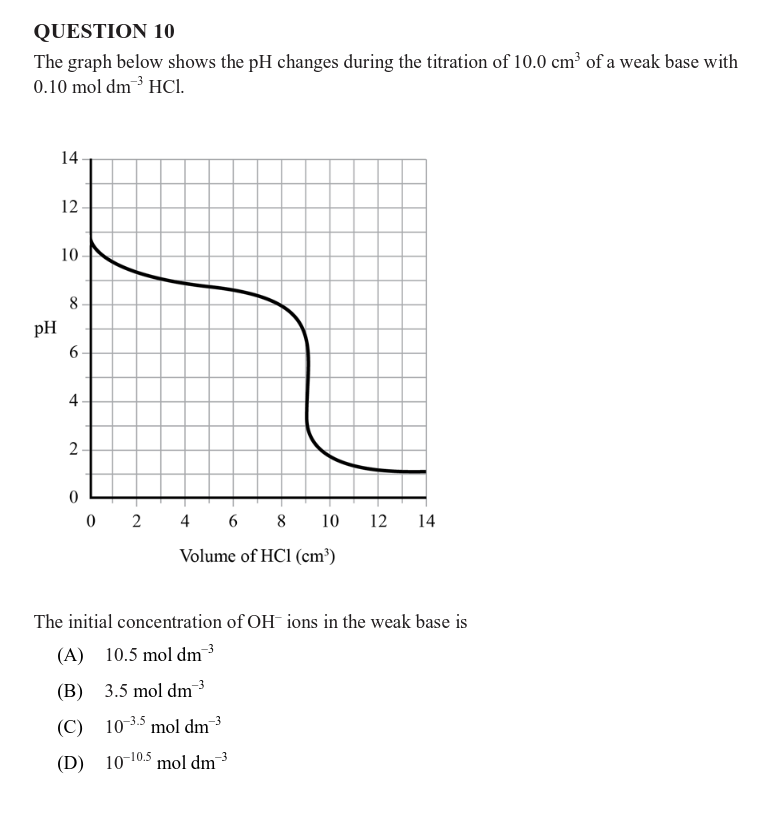 QUESTION 10
The graph below shows the pH changes during the titration of 10.0 cm³ of a weak base with
0.10 mol dm⁻³ HCl.
14
12
10
8
pH
6
4
2
0
0 2 4 6 8 10 12 14
Volume of HCl (cm³)
The initial concentration of OH⁻ ions in the weak base is
(A) 10.5 mol dm⁻³
(B) 3.5 mol dm⁻³
(C) 10⁻³·⁵ mol dm⁻³
(D) 10⁻¹⁰·⁵ mol dm⁻³